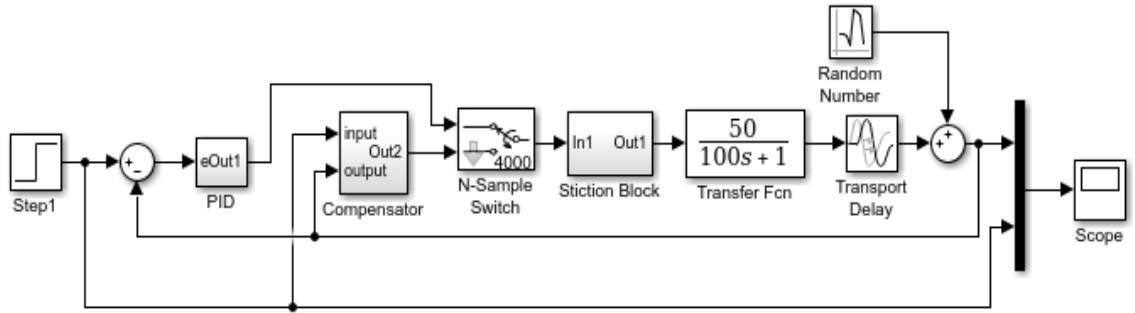 Random
Number
+
+
4000
N-Sample
Switch
input
Out2
output
Compensator
In1 Out1
Stiction Block
50
100s + 1
Transfer Fcn
Transport
Delay
+
−
eOut1
PID
Step1
Scope